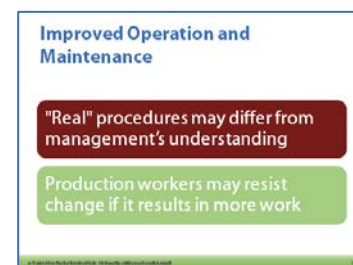 Improved Operation and
Maintenance
"Real" procedures may differ from
management's understanding
Production workers may resist
change if it results in more work